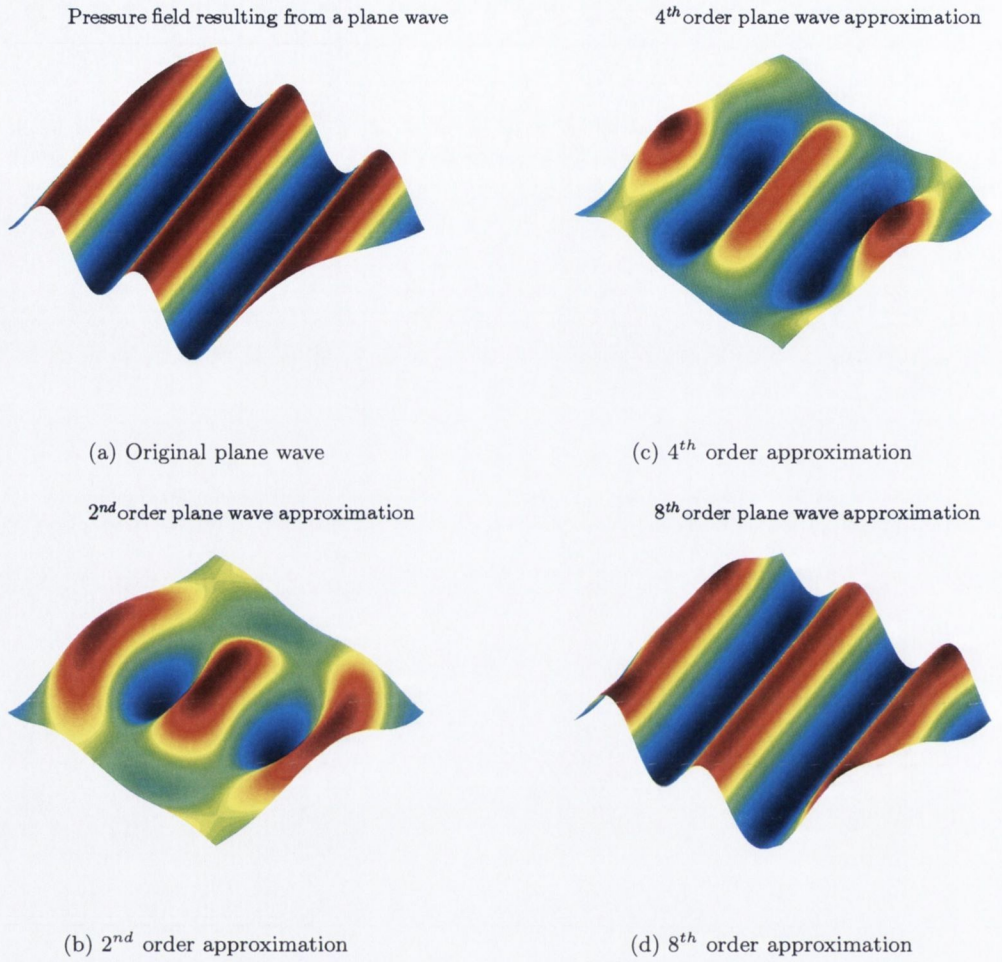 Pressure field resulting from a plane wave
(a) Original plane wave
2nd order plane wave approximation
(b) 2nd order approximation
4th order plane wave approximation
(c) 4th order approximation
8th order plane wave approximation
(d) 8th order approximation